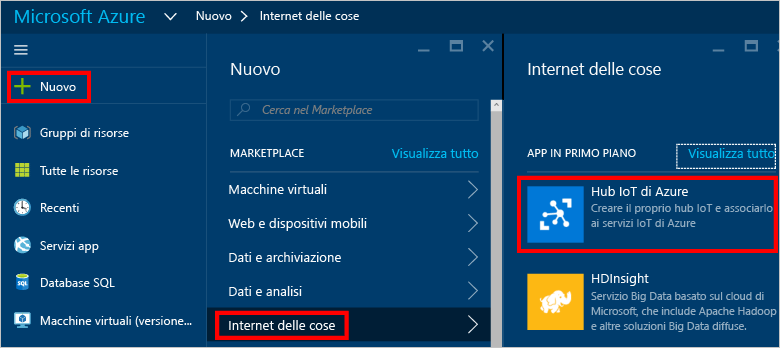 Microsoft Azure Nuovo > Internet delle cose
Nuovo
Gruppi di risorse
Tutte le risorse
Recenti
Servizi app
Database SQL
Macchine virtuali (versione...
Nuovo
Cerca nel Marketplace
MARKETPLACE Visualizza tutto
Macchine virtuali
Web e dispositivi mobili
Dati e archiviazione
Dati e analisi
Internet delle cose
Internet delle cose
APP IN PRIMO PIANO Visualizza tutto
Hub IoT di Azure
Creare il proprio hub IoT e associarlo
ai servizi IoT di Azure
HDInsight
Servizio Big Data basato sul cloud di
Microsoft, che include Apache Hadoop
e altre soluzioni Big Data diffuse.